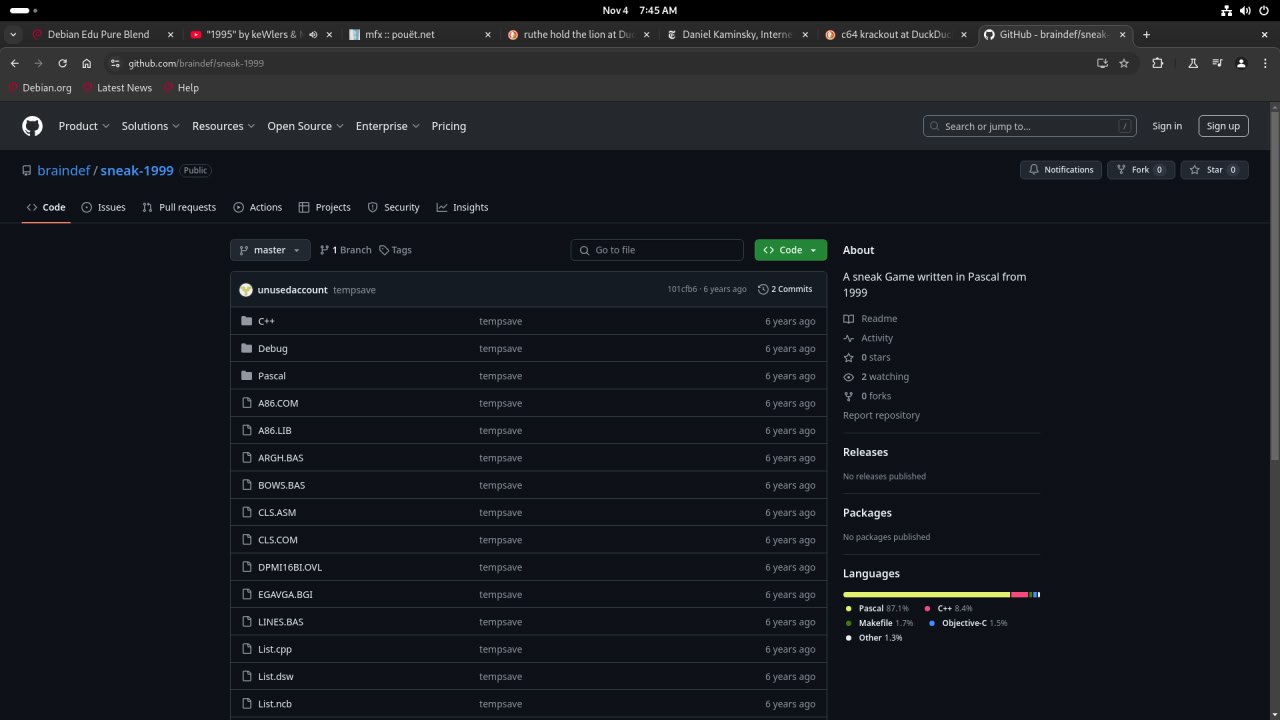 Nov 4 7:45 AM
Debian Edu Pure Blend "1995" by keWlers & M mfx :: pouët.net ruthe hold the lion at Duc Daniel Kaminsky, Interne c64 krackout at DuckDuc GitHub - braindef/sneak-
github.com/braindef/sneak-1999
Debian.org Latest News Help
Product Solutions Resources Open Source Enterprise Pricing Search or jump to... / Sign in Sign up
braindef / sneak-1999 Public Notifications Fork 0 Star 0
Code Issues Pull requests Actions Projects Security Insights
master 1 Branch Tags Go to file Code
unusedaccount tempsave 101cfb6 · 6 years ago 2 Commits
C++ tempsave 6 years ago
Debug tempsave 6 years ago
Pascal tempsave 6 years ago
A86.COM tempsave 6 years ago
A86.LIB tempsave 6 years ago
ARGH.BAS tempsave 6 years ago
BOWS.BAS tempsave 6 years ago
CLS.ASM tempsave 6 years ago
CLS.COM tempsave 6 years ago
DPMI16BI.OVL tempsave 6 years ago
EGAVGA.BGI tempsave 6 years ago
LINES.BAS tempsave 6 years ago
List.cpp tempsave 6 years ago
List.dsw tempsave 6 years ago
List.ncb tempsave 6 years ago
About
A sneak Game written in Pascal from
1999
Readme
Activity
0 stars
2 watching
0 forks
Report repository
Releases
No releases published
Packages
No packages published
Languages
Pascal 87.1% C++ 8.4%
Makefile 1.7% Objective-C 1.5%
Other 1.3%